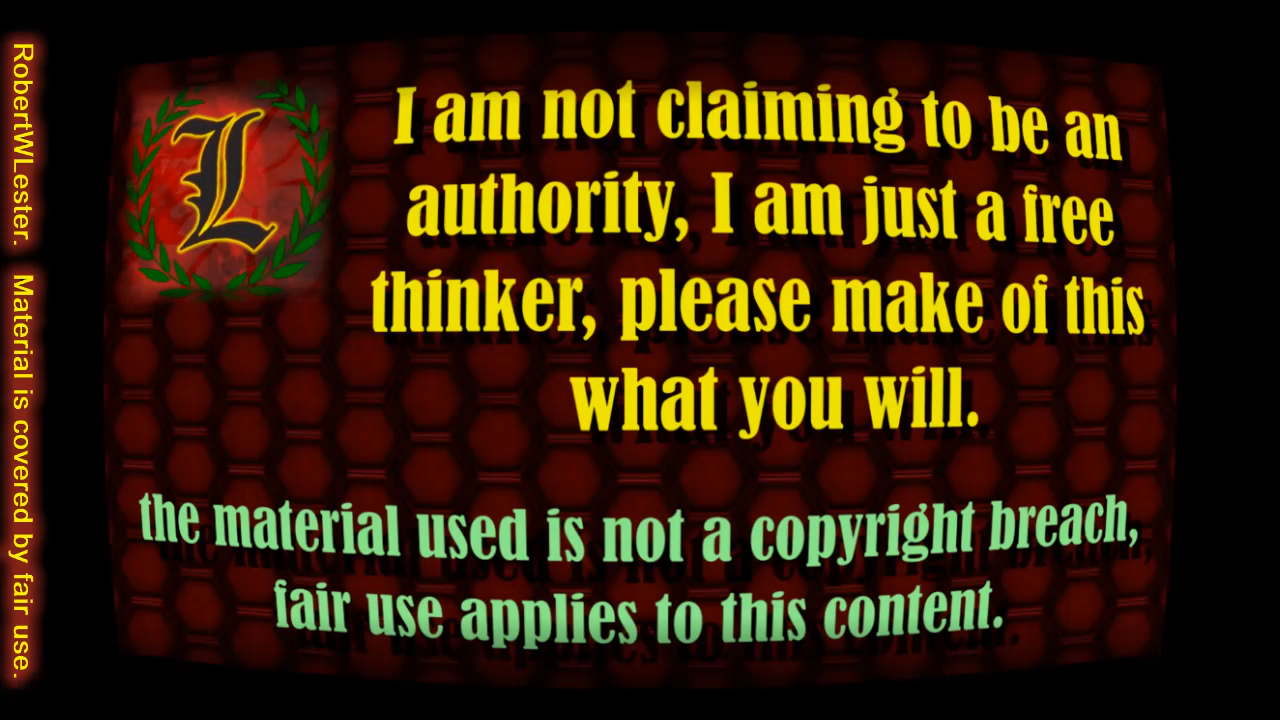 RobertWLester. Material is covered by fair use.
L
I am not claiming to be an
authority, I am just a free
thinker, please make of this
what you will.
the material used is not a copyright breach,
fair use applies to this content.